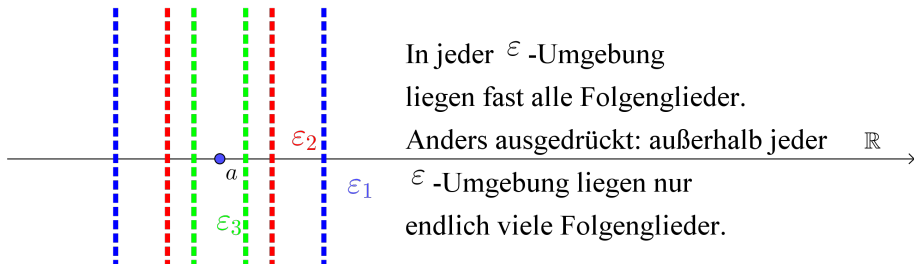 In jeder ε -Umgebung
liegen fast alle Folgenglieder.
Anders ausgedrückt: außerhalb jeder ℝ
ε -Umgebung liegen nur
endlich viele Folgenglieder.
ε₂
a
ε₁
ε₃